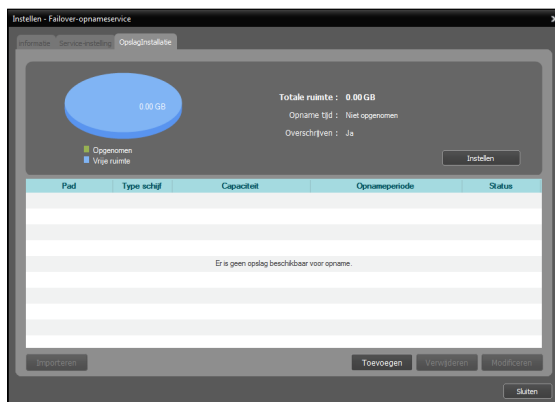 Instellen - Failover-opnameservice
Informatie Service-instelling OpslagInstallatie
0.00 GB
Opgenomen
Vrije ruimte
Totale ruimte : 0.00 GB
Opname tijd : Niet opgenomen
Overschrijven : Ja
Instellen
Pad Type schijf Capaciteit Opnameperiode Status
Er is geen opslag beschikbaar voor opname.
Importeren Toevoegen Verwijderen Modificeren
Sluiten